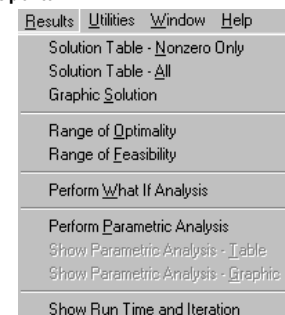 Results Utilities Window Help
Solution Table - Nonzero Only
Solution Table - All
Graphic Solution
Range of Optimality
Range of Feasibility
Perform What If Analysis
Perform Parametric Analysis
Show Parametric Analysis - Table
Show Parametric Analysis - Graphic
Show Run Time and Iteration